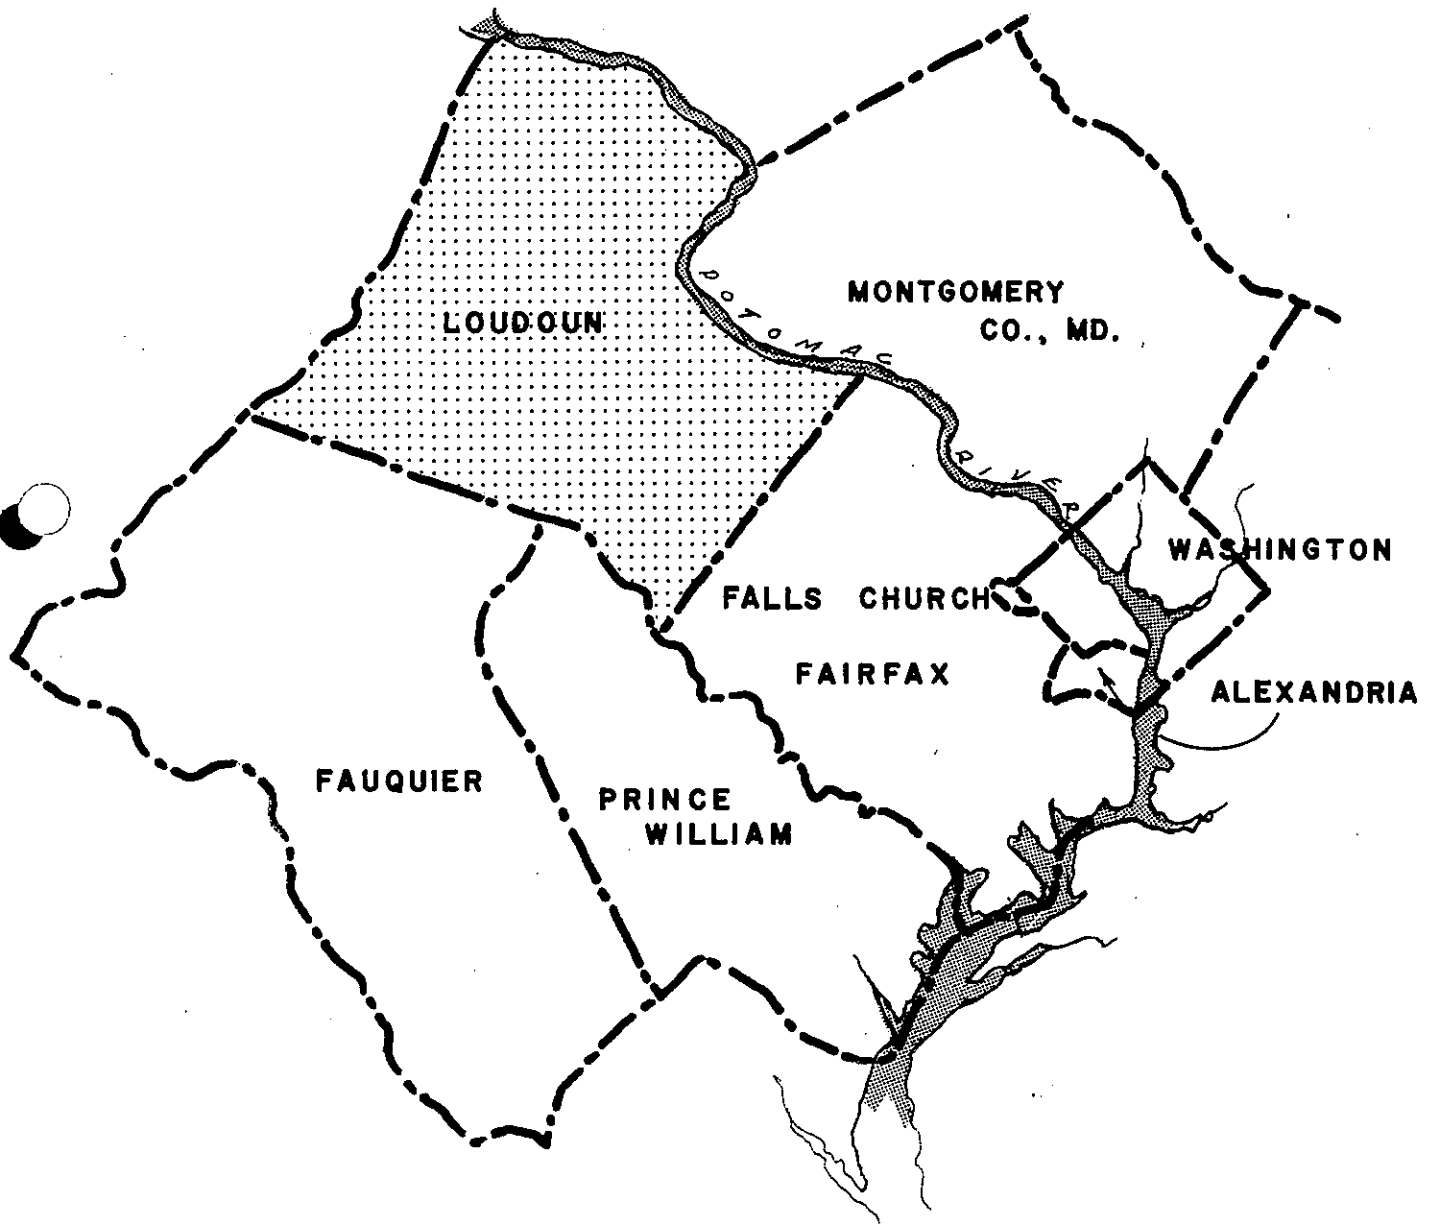 LOUDOUN
MONTGOMERY
CO., MD.
POTOMAC RIVER
WASHINGTON
FALLS CHURCH
FAIRFAX
ALEXANDRIA
FAUQUIER
PRINCE
WILLIAM